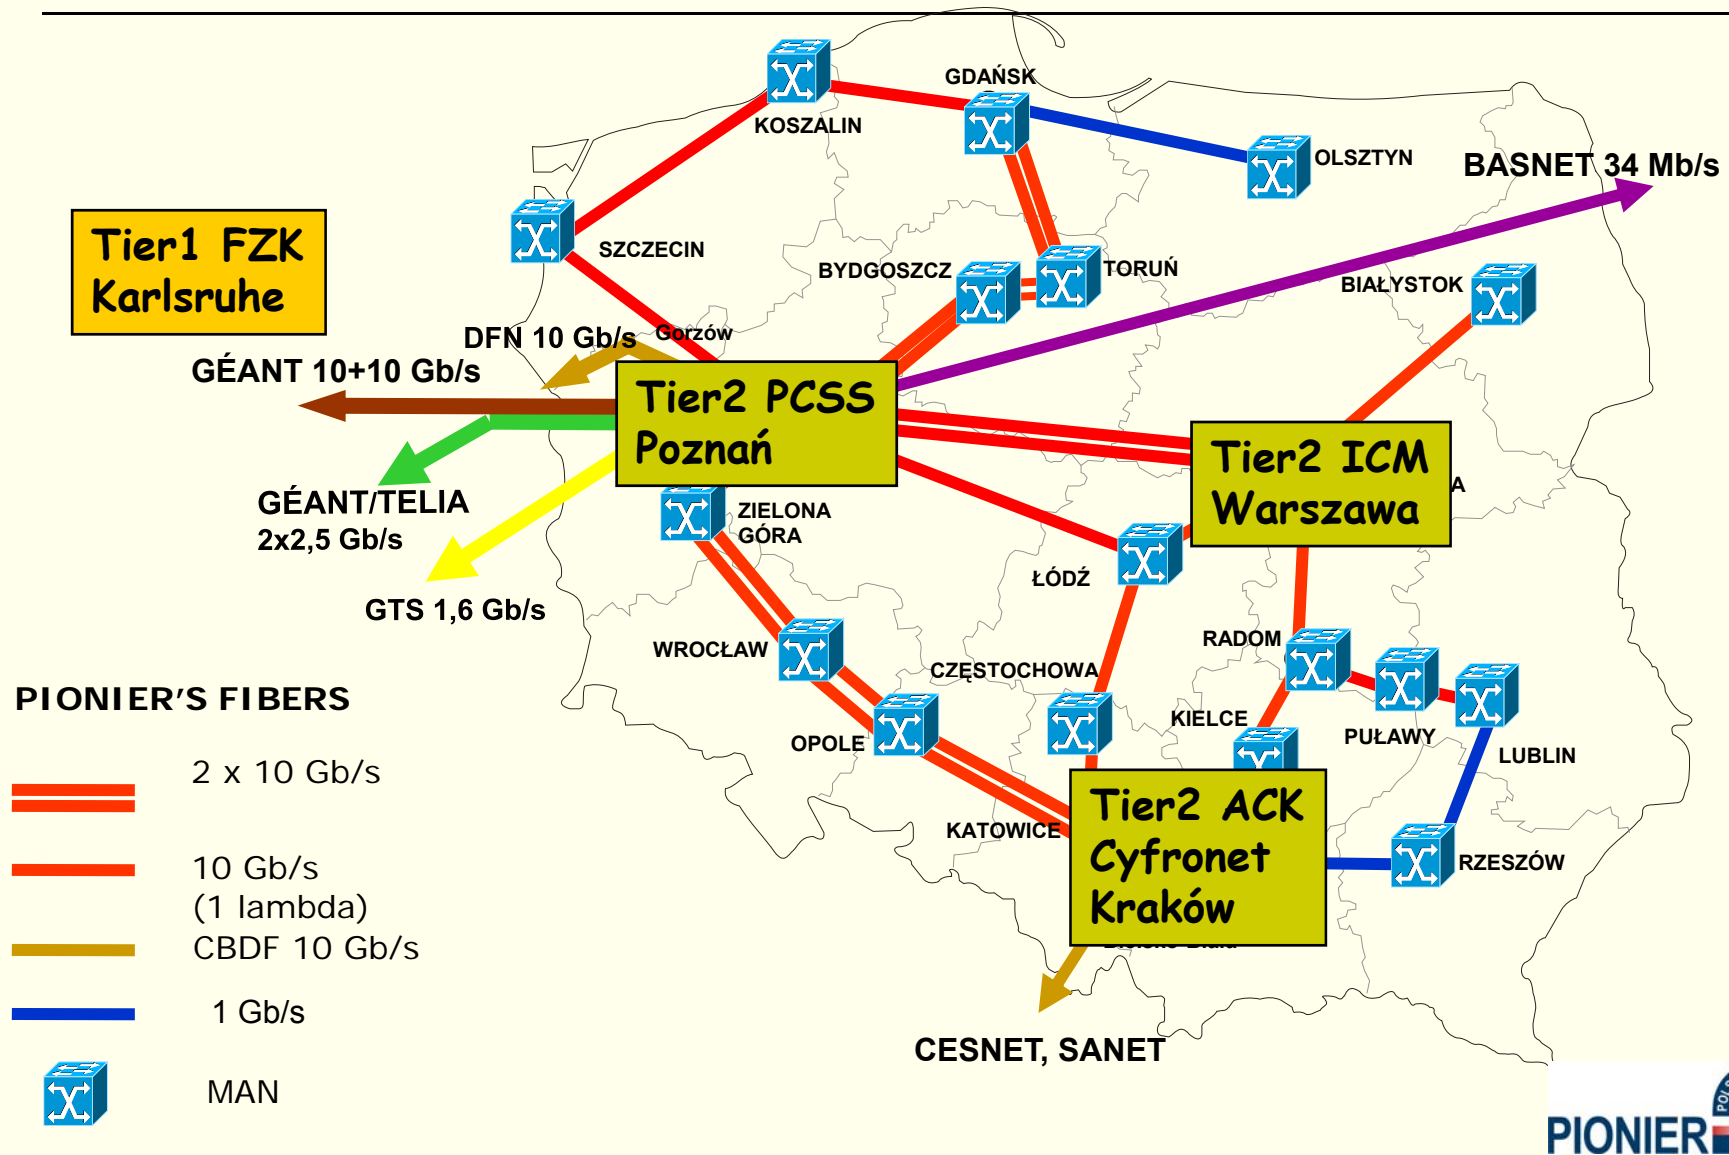 GDAŃSK
KOSZALIN
OLSZTYN
BASNET 34 Mb/s
Tier1 FZK
Karlsruhe
SZCZECIN
BYDGOSZCZ
TORUŃ
BIAŁYSTOK
DFN 10 Gb/s
Gorzów
GÉANT 10+10 Gb/s
Tier2 PCSS
Poznań
Tier2 ICM
Warszawa
A
GÉANT/TELIA
2x2,5 Gb/s
ZIELONA
GÓRA
ŁÓDŹ
GTS 1,6 Gb/s
RADOM
WROCŁAW
CZĘSTOCHOWA
KIELCE
PUŁAWY
LUBLIN
OPOLE
PIONIER'S FIBERS
2 x 10 Gb/s
10 Gb/s
(1 lambda)
CBDF 10 Gb/s
1 Gb/s
MAN
KATOWICE
Tier2 ACK
Cyfronet
Kraków
RZESZÓW
CESNET, SANET
PIONIER